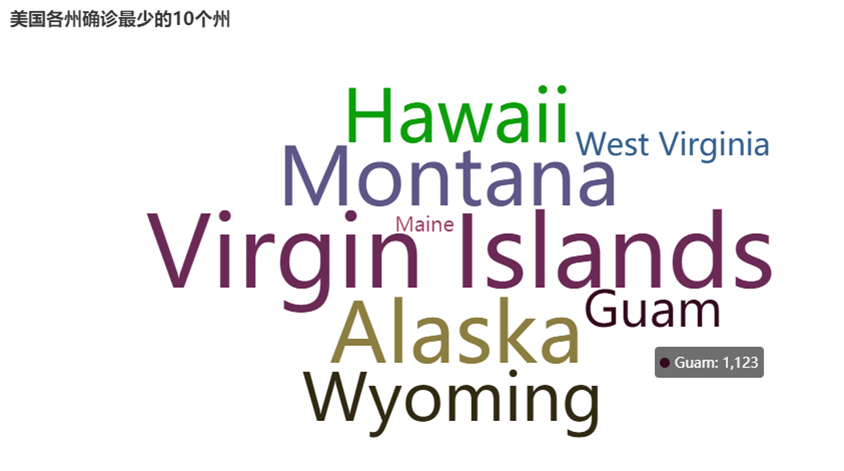 美国各州确诊最少的10个州
Hawaii
West Virginia
Montana
Maine
Virgin Islands
Guam
Alaska
Guam: 1,123
Wyoming